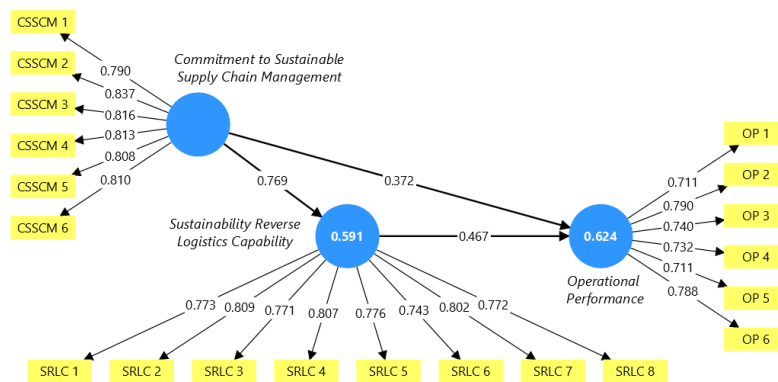 CSSCM 1
CSSCM 2
CSSCM 3
CSSCM 4
CSSCM 5
CSSCM 6
0.790
0.837
0.816
0.813
0.808
0.810
Commitment to Sustainable
Supply Chain Management
0.769
0.372
Sustainability Reverse
Logistics Capability
0.591
0.467
0.624
Operational
Performance
0.711
0.790
0.740
0.732
0.711
0.788
OP 1
OP 2
OP 3
OP 4
OP 5
OP 6
0.773
0.809
0.771
0.807
0.776
0.743
0.802
0.772
SRLC 1
SRLC 2
SRLC 3
SRLC 4
SRLC 5
SRLC 6
SRLC 7
SRLC 8